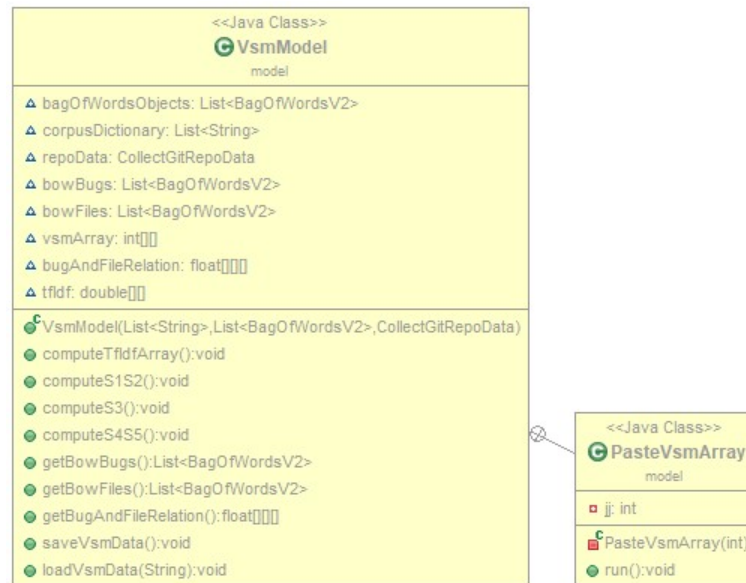 <<Java Class>>
VsmModel
model
bagOfWordsObjects: List<BagOfWordsV2>
corpusDictionary: List<String>
repoData: CollectGitRepoData
bowBugs: List<BagOfWordsV2>
bowFiles: List<BagOfWordsV2>
vsmArray: int[][]
bugAndFileRelation: float[][][]
tfIdf: double[][]
VsmModel(List<String>,List<BagOfWordsV2>,CollectGitRepoData)
computeTfIdfArray():void
computeS1S2():void
computeS3():void
computeS4S5():void
getBowBugs():List<BagOfWordsV2>
getBowFiles():List<BagOfWordsV2>
getBugAndFileRelation():float[][][]
saveVsmData():void
loadVsmData(String):void
<<Java Class>>
PasteVsmArray
model
jj: int
PasteVsmArray(int)
run():void